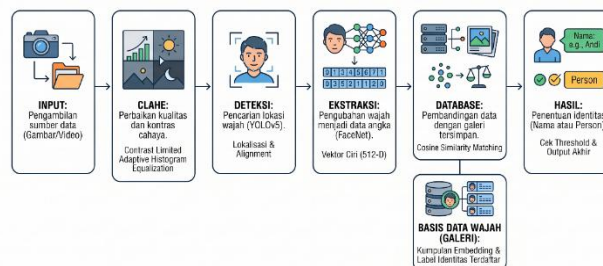 INPUT:
Pengambilan
sumber data
(Gambar/Video)
CLAHE:
Perbaikan kualitas
dan kontras
cahaya.
Contrast Limited
Adaptive Histogram
Equalization
DETEKSI:
Pencarian lokasi
wajah (YOLOv5).
Lokalisasi &
Alignment
EKSTRAKSI:
Pengubahan wajah
menjadi data angka
(FaceNet).
Vektor Ciri (512-D)
DATABASE:
Pembandingan data
dengan galeri
tersimpan.
Cosine Similarity Matching
Nama:
e.g., Andi
Person
HASIL:
Penentuan identitas
(Nama atau Person)
Cek Threshold &
Output Akhir
BASIS DATA WAJAH
(GALERI):
Kumpulan Embedding &
Label Identitas Terdaftar